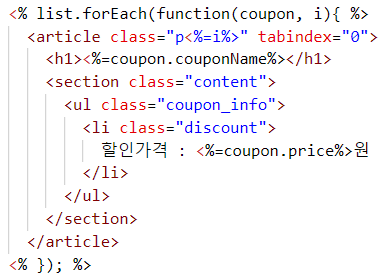 <% list.forEach(function(coupon, i){ %>
  <article class="p<%=i%>" tabindex="0">
    <h1><%=coupon.couponName%></h1>
    <section class="content">
      <ul class="coupon_info">
        <li class="discount">
          할인가격 : <%=coupon.price%>원
        </li>
      </ul>
    </section>
  </article>
<% }); %>